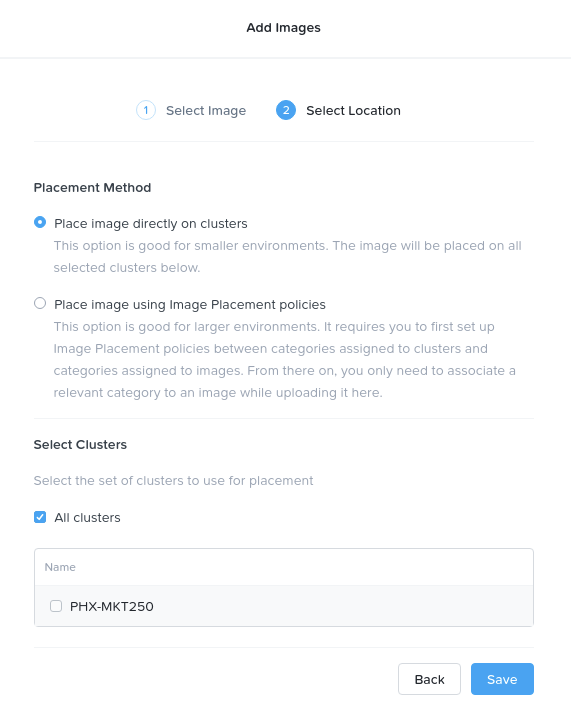 Add Images
1 Select Image 2 Select Location
Placement Method
Place image directly on clusters
This option is good for smaller environments. The image will be placed on all
selected clusters below.
Place image using Image Placement policies
This option is good for larger environments. It requires you to first set up
Image Placement policies between categories assigned to clusters and
categories assigned to images. From there on, you only need to associate a
relevant category to an image while uploading it here.
Select Clusters
Select the set of clusters to use for placement
All clusters
Name
PHX-MKT250
Back Save